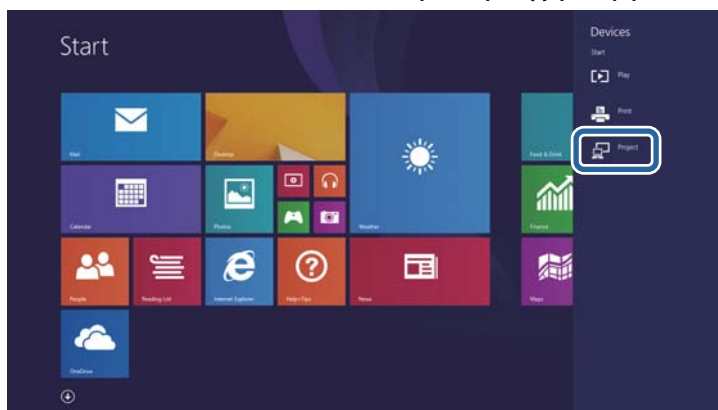 Start
Devices
Start
Play
Print
Project
Mail
Desktop
Food & Drink
Calendar
Photos
Weather
Finance
People
Reading List
Internet Explorer
Help+Tips
News
Maps
OneDrive